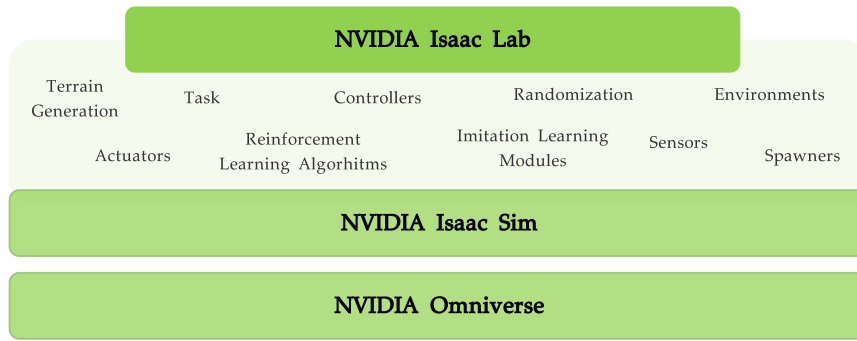 NVIDIA Isaac Lab
Terrain
Generation
Task
Controllers
Randomization
Environments
Actuators
Reinforcement
Learning Algorhitms
Imitation Learning
Modules
Sensors
Spawners
NVIDIA Isaac Sim
NVIDIA Omniverse